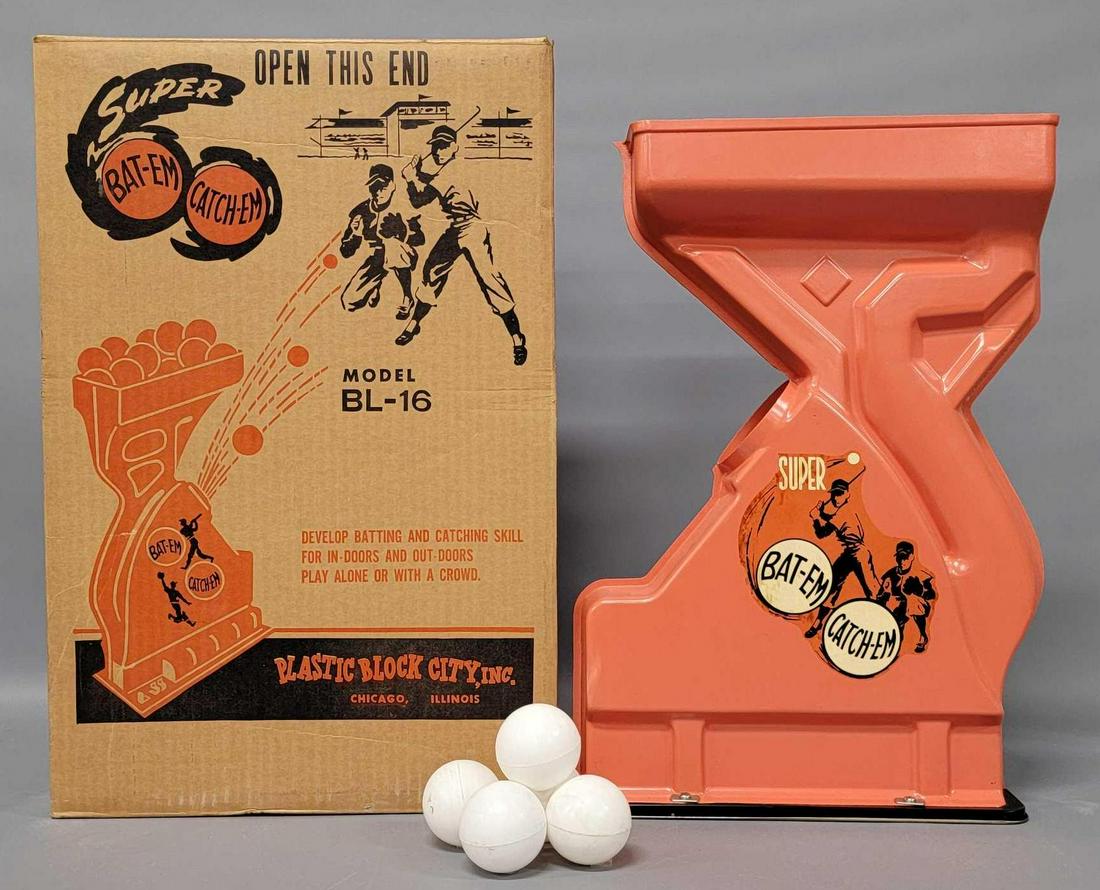 OPEN THIS END
SUPER
BAT-EM
CATCH-EM
MODEL
BL-16
DEVELOP BATTING AND CATCHING SKILL
FOR IN-DOORS AND OUT-DOORS
PLAY ALONE OR WITH A CROWD.
BAT-EM
CATCH-EM
PLASTIC BLOCK CITY, INC.
CHICAGO, ILLINOIS
SUPER
BAT-EM
CATCH-EM